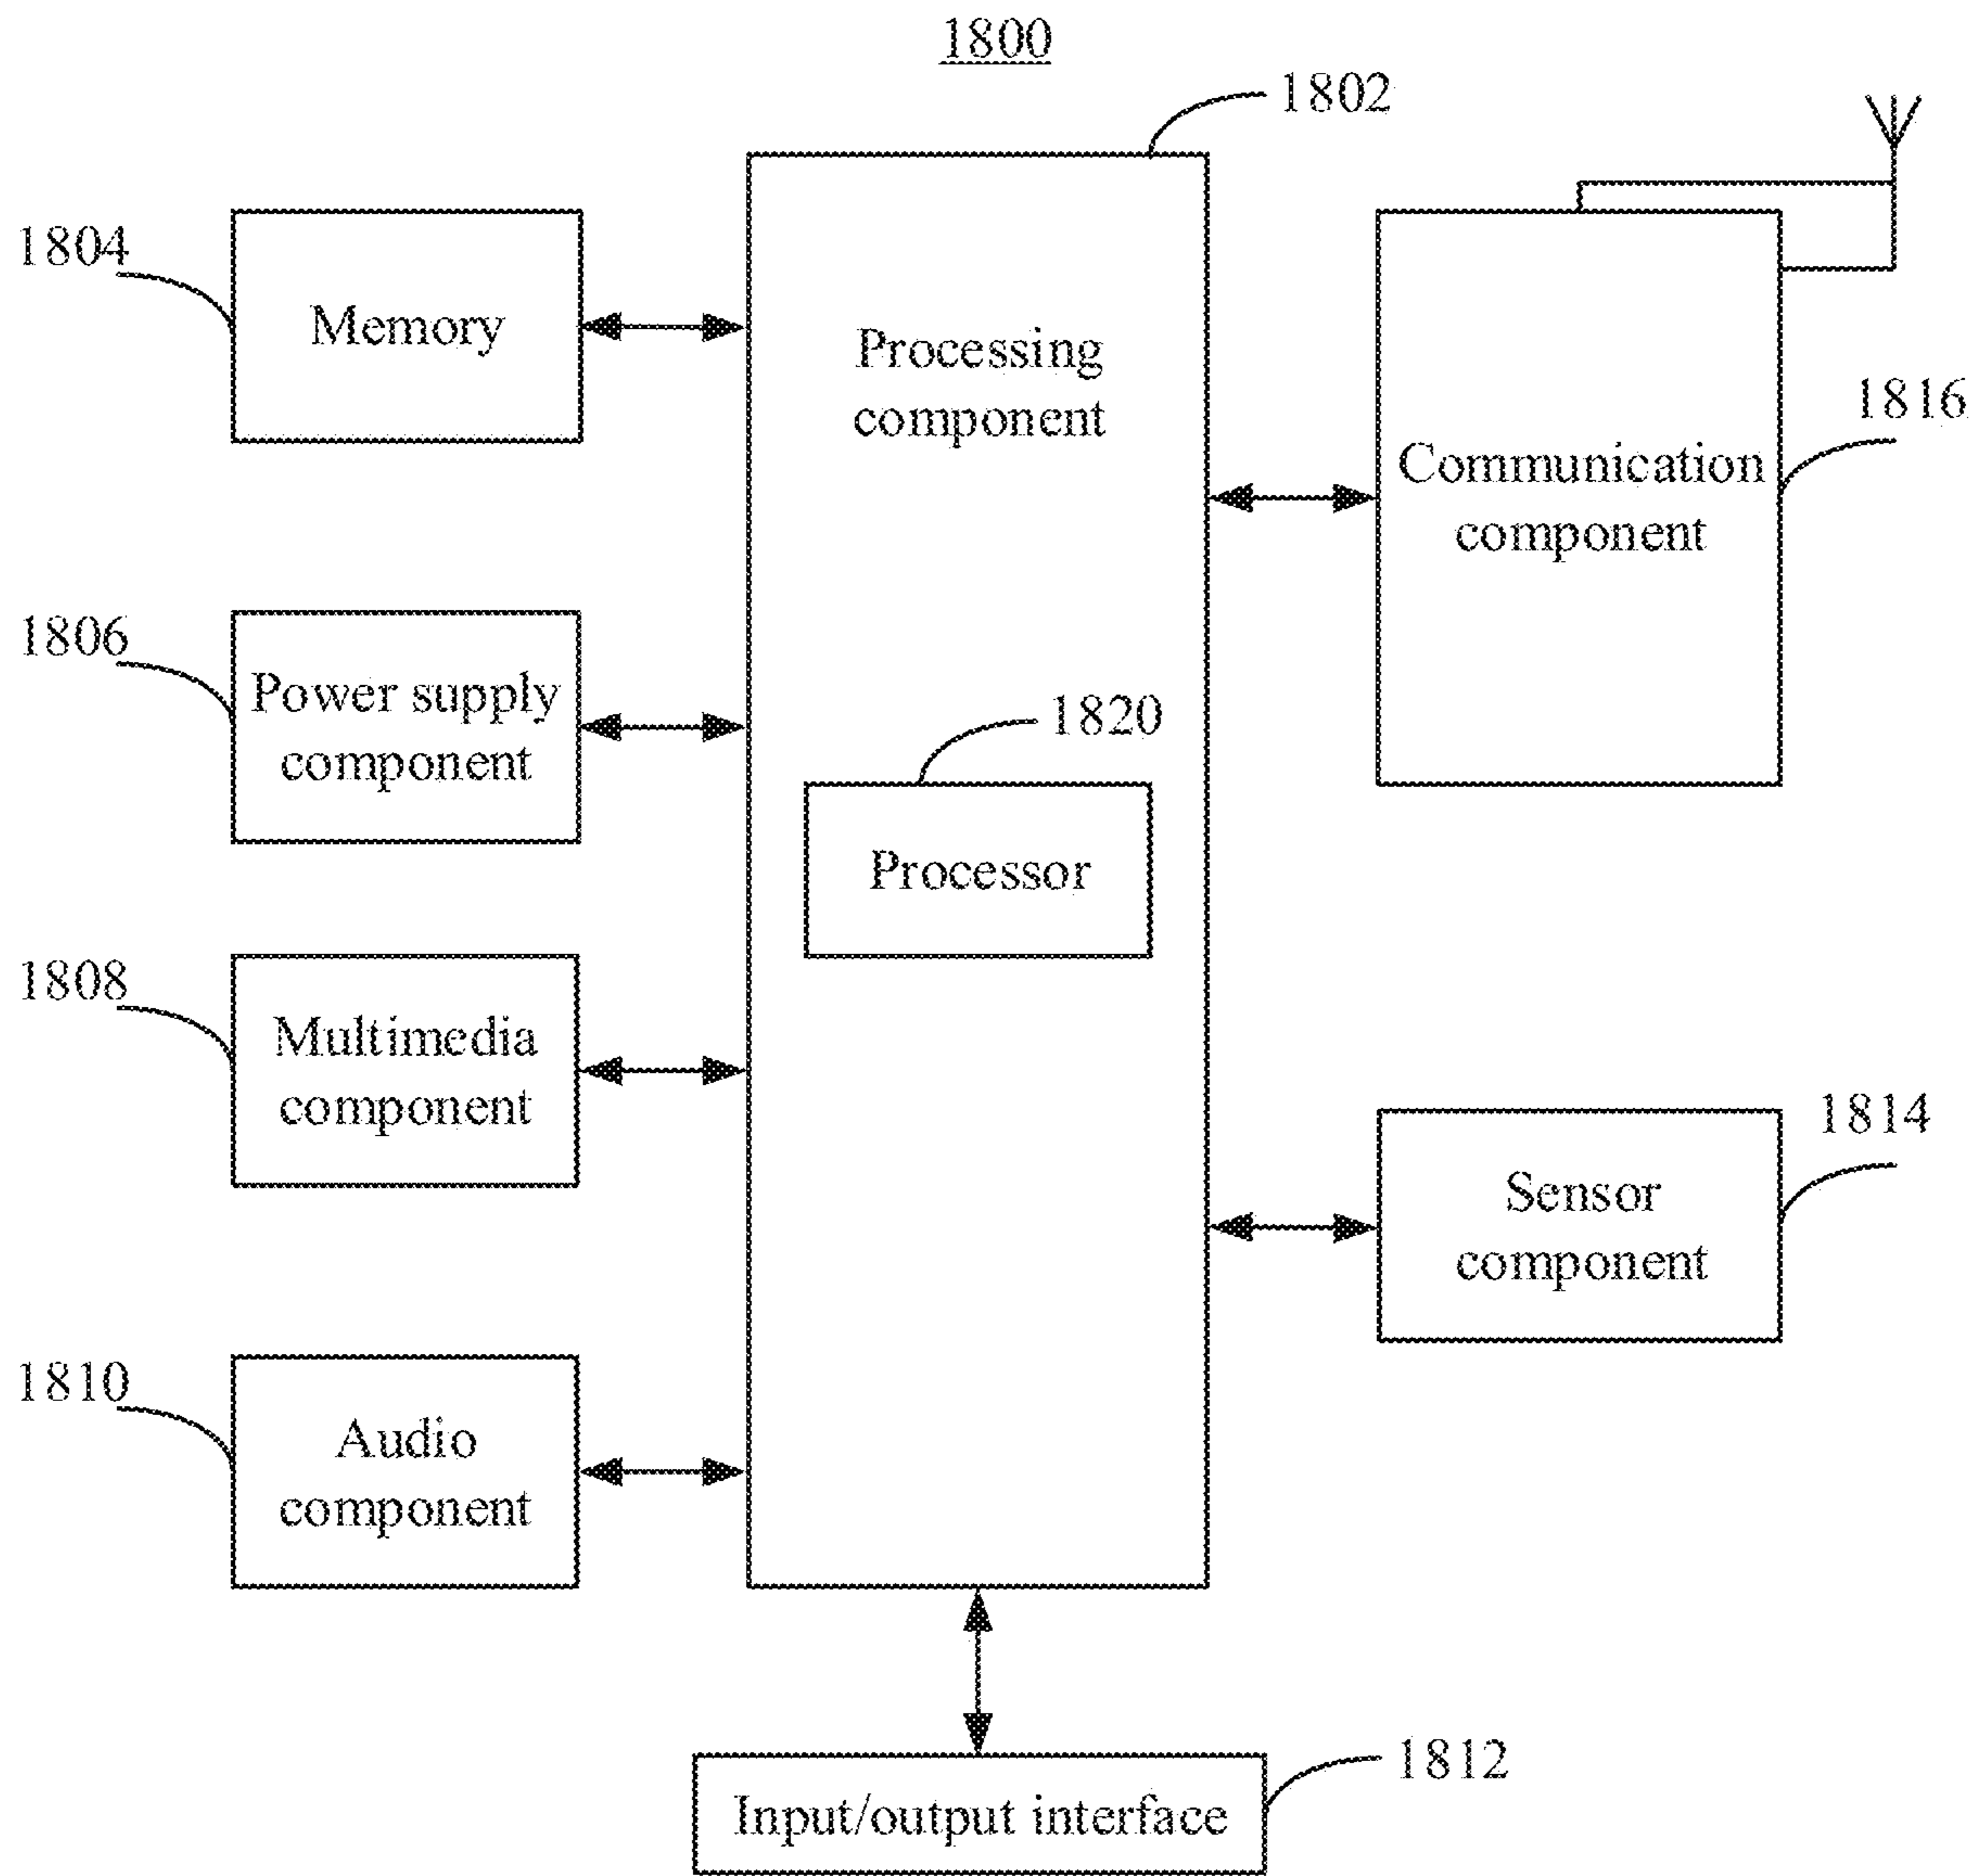 1800
1802
1804
Memory
Processing
component
1816
Communication
component
1806
Power supply
component
1820
Processor
1808
Multimedia
component
1814
Sensor
component
1810
Audio
component
1812
Input/output interface